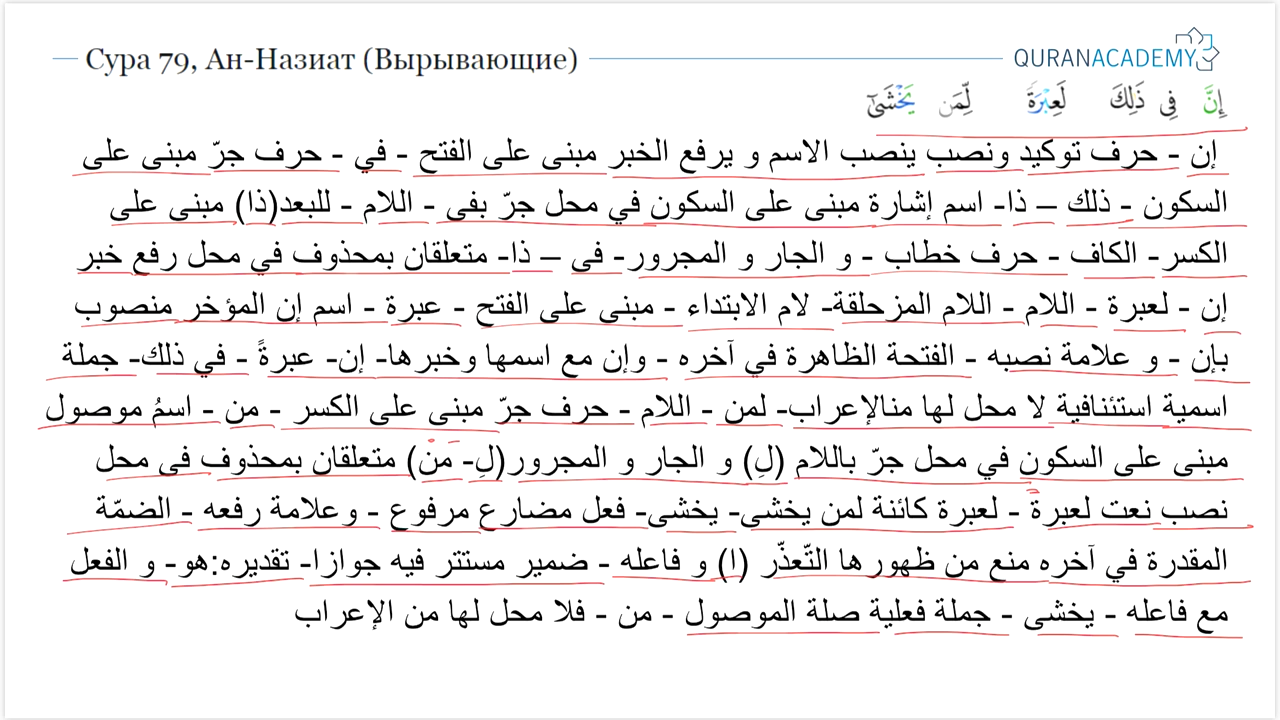 Сура 79, Ан-Назиат (Вырывающие)
QURANACADEMY
إِنَّ فِي ذَٰلِكَ لَعِبْرَةً لِّمَن يَخْشَىٰٓ
إن - حرف توكيد ونصب ينصب الاسم و يرفع الخبر مبنى على الفتح - في - حرف جرّ مبنى على
السكون - ذلك – ذا- اسم إشارة مبنى على السكون في محل جرّ بفى - اللام - للبعد(ذا) مبنى على
الكسر- الكاف - حرف خطاب - و الجار و المجرور- فى – ذا- متعلقان بمحذوف في محل رفع خبر
إن - لعبرة - اللام - اللام المزحلقة- لام الابتداء - مبنى على الفتح - عبرة - اسم إن المؤخر منصوب
بإن - و علامة نصبه - الفتحة الظاهرة في آخره - وإن مع اسمها وخبرها- إن- عبرةً - في ذلك- جملة
اسمية استئنافية لا محل لها منالإعراب- لمن - اللام - حرف جرّ مبنى على الكسر - من - اسمُ موصول
مبنى على السكون في محل جرّ باللام (لِ) و الجار و المجرور(لِ- مَن) متعلقان بمحذوف فى محل
نصب نعت لعبرة - لعبرة كائنة لمن يخشى- يخشى- فعل مضارع مرفوع - وعلامة رفعه - الضمّة
المقدرة في آخره منع من ظهورها التّعذّر (ا) و فاعله - ضمير مستتر فيه جوازا- تقديره:هو- و الفعل
مع فاعله - يخشى - جملة فعلية صلة الموصول - من - فلا محل لها من الإعراب